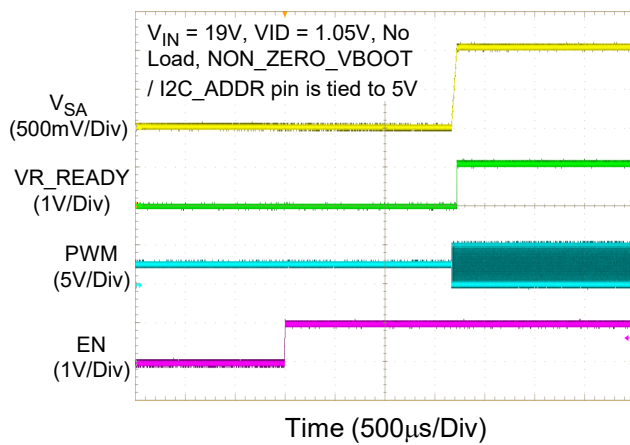 V_IN = 19V, VID = 1.05V, No
Load, NON_ZERO_VBOOT
/ I2C_ADDR pin is tied to 5V
V_SA
(500mV/Div)
VR_READY
(1V/Div)
PWM
(5V/Div)
EN
(1V/Div)
Time (500μs/Div)